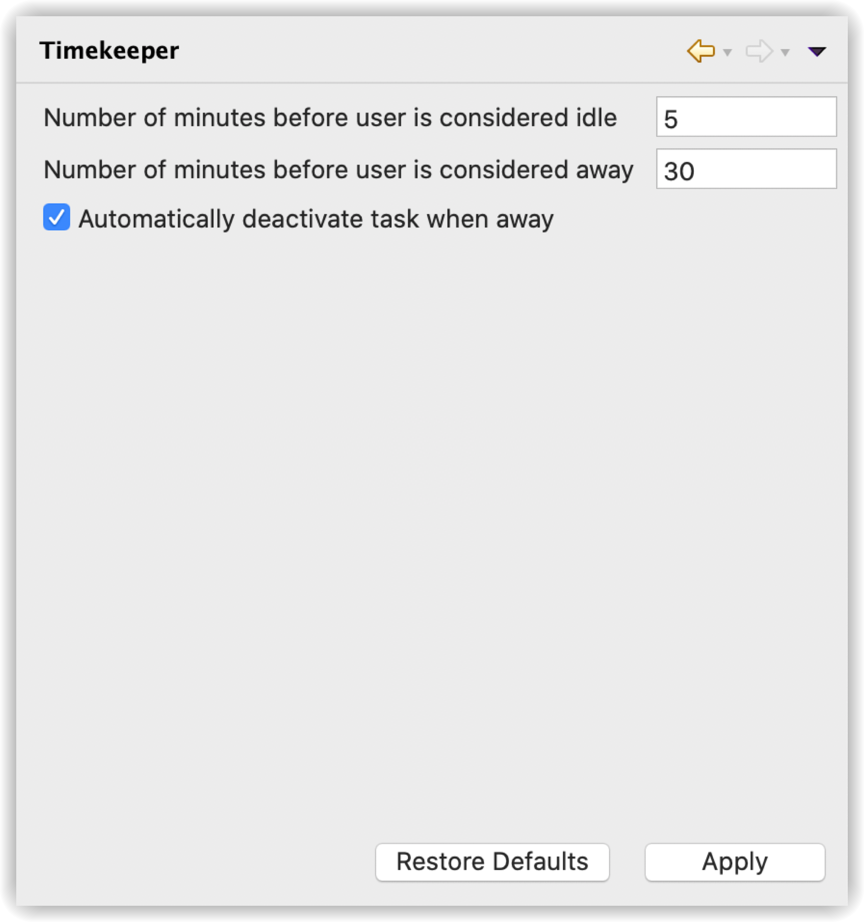 Timekeeper
Number of minutes before user is considered idle 5
Number of minutes before user is considered away 30
Automatically deactivate task when away
Restore Defaults Apply